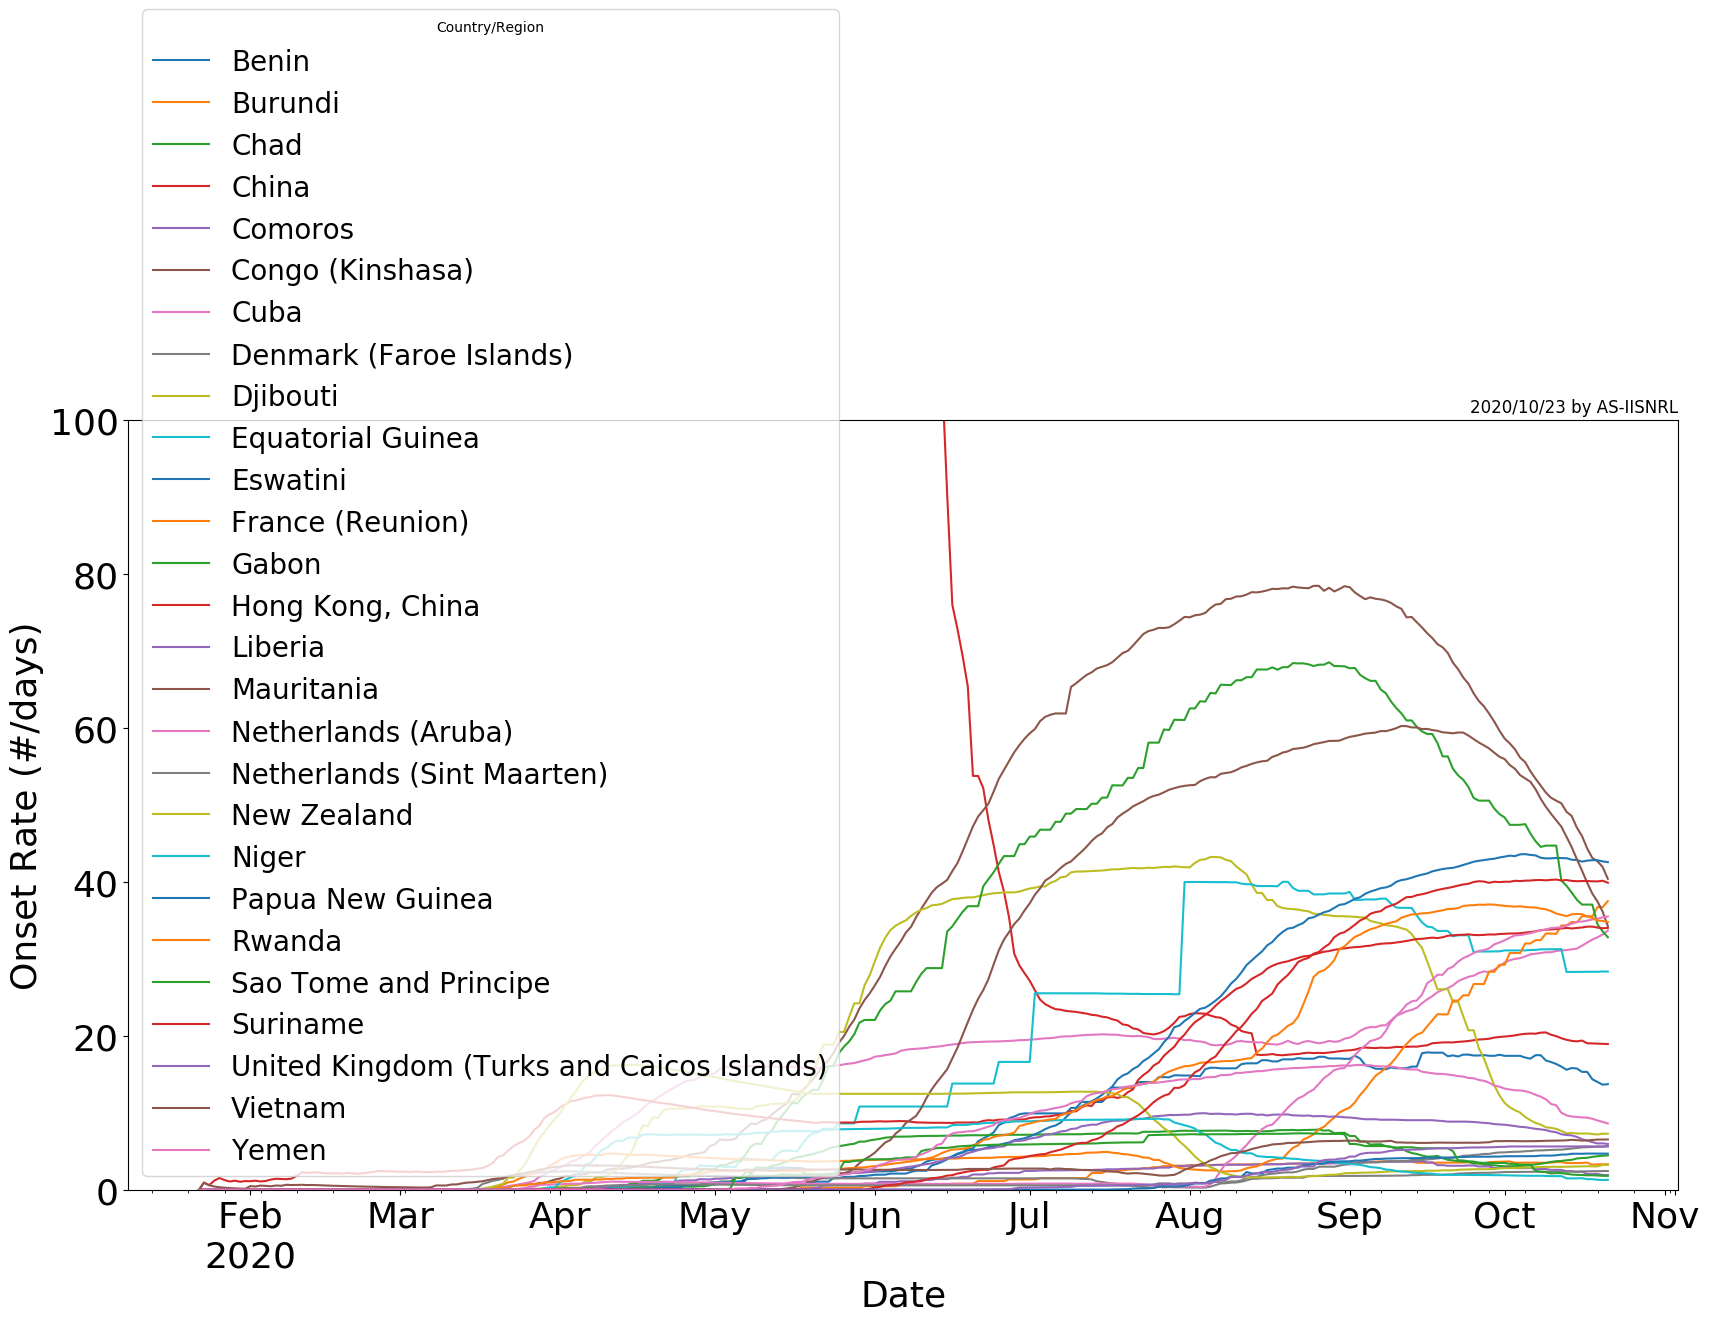 Country/Region
Benin
Burundi
Chad
China
Comoros
Congo (Kinshasa)
Cuba
Denmark (Faroe Islands)
Djibouti
Equatorial Guinea
Eswatini
France (Reunion)
Gabon
Hong Kong, China
Liberia
Mauritania
Netherlands (Aruba)
Netherlands (Sint Maarten)
New Zealand
Niger
Papua New Guinea
Rwanda
Sao Tome and Principe
Suriname
United Kingdom (Turks and Caicos Islands)
Vietnam
Yemen
2020/10/23 by AS-IISNRL
100
80
60
40
20
0
Onset Rate (#/days)
Feb Mar Apr May Jun Jul Aug Sep Oct Nov
2020
Date